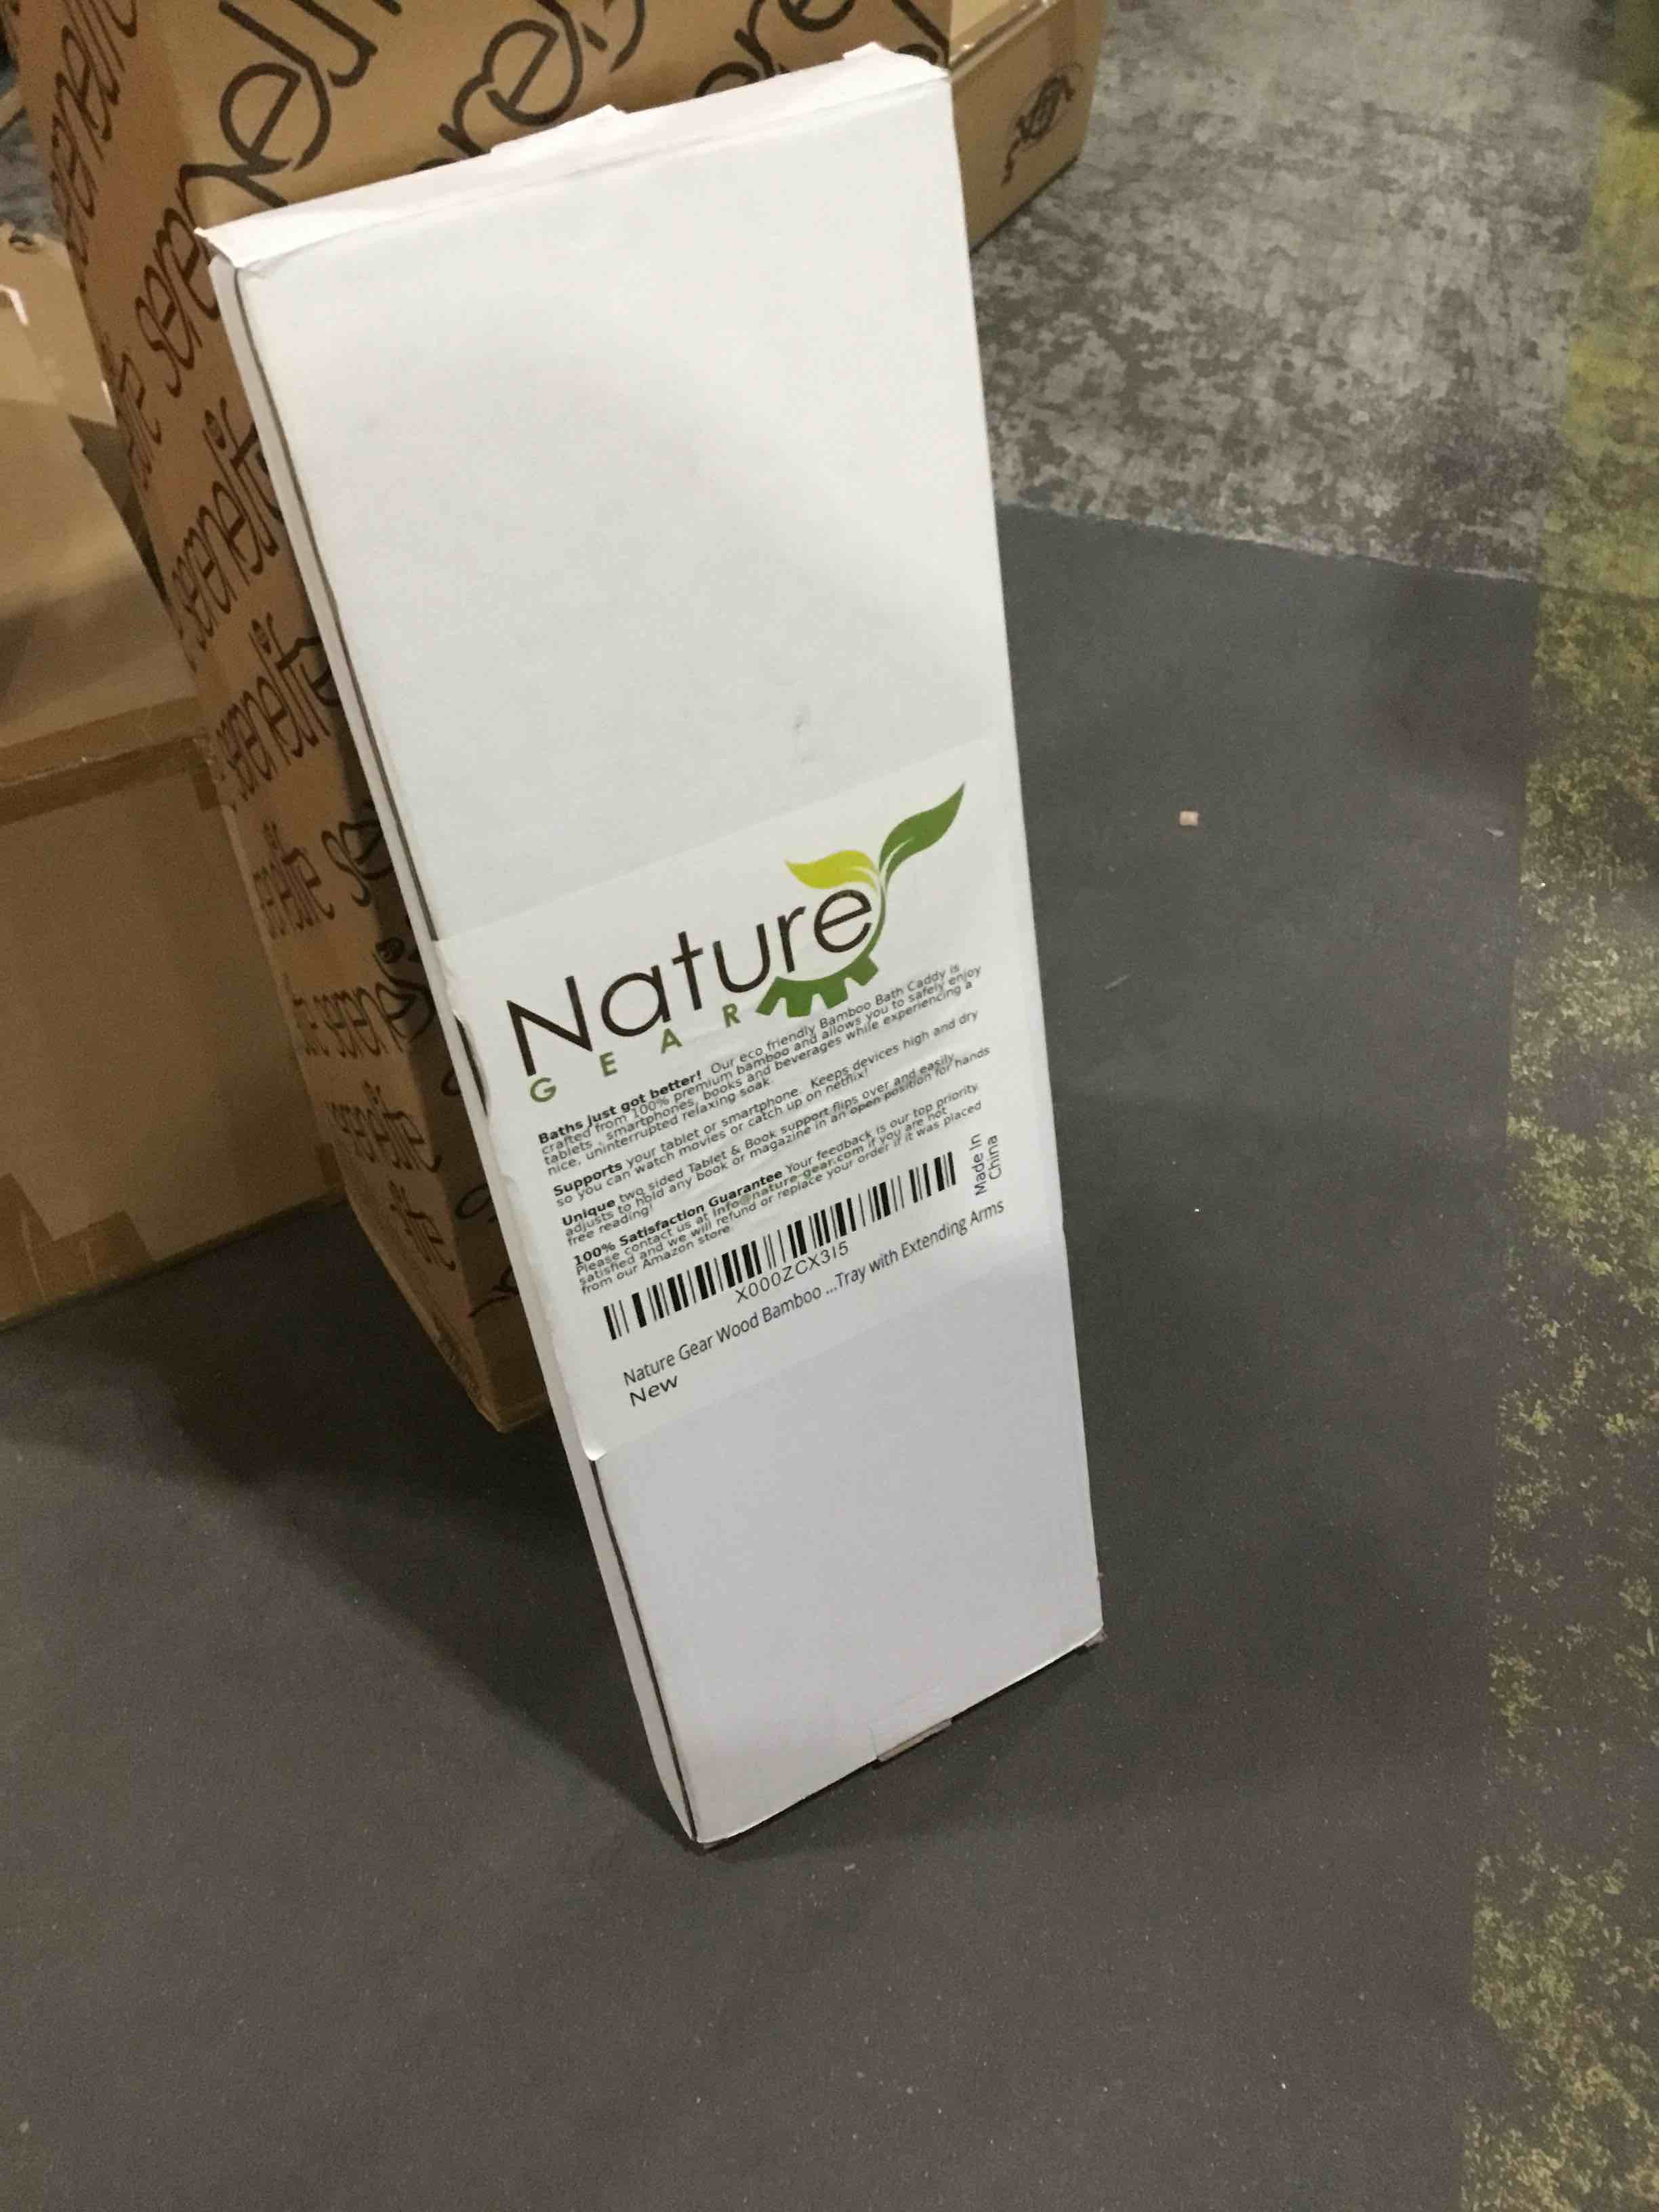 serenelife
serenelife
serenelife
serenelife
Nature
GEAR
Baths just got better! Our eco friendly Bamboo Bath Caddy is
crafted from 100% premium bamboo and allows you to safely enjoy
tablets, smartphones, books and beverages while experiencing a
nice, uninterrupted relaxing soak.
Supports your tablet or smartphone. Keeps devices high and dry
so you can watch movies or catch up on netflix!
Unique two sided Tablet & Book support flips over and easily
adjusts to hold any book or magazine in an open position for hands
free reading!
100% Satisfaction Guarantee Your feedback is our top priority.
Please contact us at Info@nature-gear.com if you are not
satisfied and we will refund or replace your order if it was placed
from our Amazon store.
Made In
China
X000ZCX3I5
Nature Gear Wood Bamboo ...Tray with Extending Arms
New